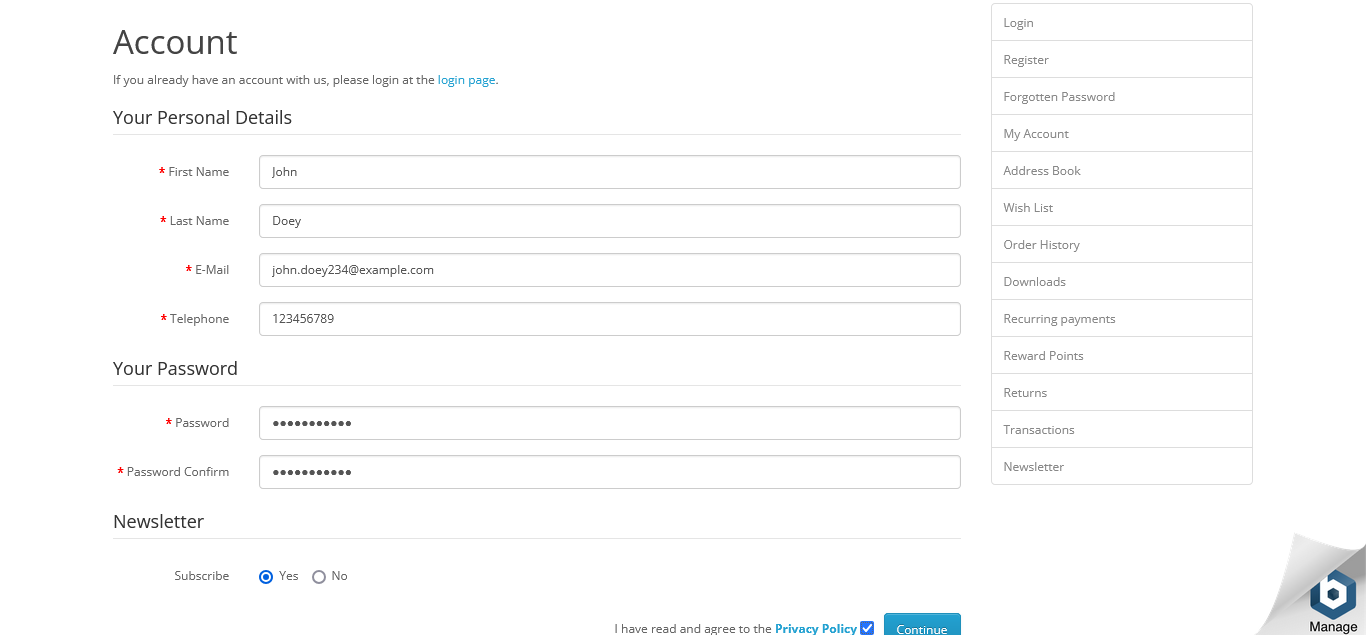 Account
If you already have an account with us, please login at the login page.
Your Personal Details
* First Name
John
* Last Name
Doey
* E-Mail
john.doey234@example.com
* Telephone
123456789
Your Password
* Password
•••••••••••
* Password Confirm
•••••••••••
Newsletter
Subscribe
Yes
No
I have read and agree to the Privacy Policy
Continue
Login
Register
Forgotten Password
My Account
Address Book
Wish List
Order History
Downloads
Recurring payments
Reward Points
Returns
Transactions
Newsletter
Manage